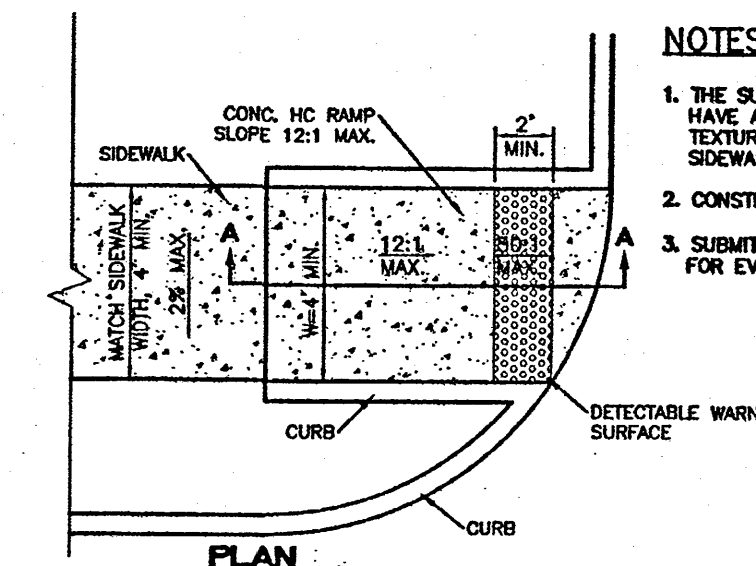 NOTES
1. THE SU
HAVE A
TEXTUR
SIDEWA
2. CONSTI
3. SUBMIT
FOR EV
CONC. HC RAMP
SLOPE 12:1 MAX.
SIDEWALK
2"
MIN.
MATCH SIDEWALK
WIDTH, 4" MIN.
2% MAX.
A
W=4' MIN.
12:1
MAX.
MAX.
A
CURB
DETECTABLE WARN
SURFACE
CURB
PLAN